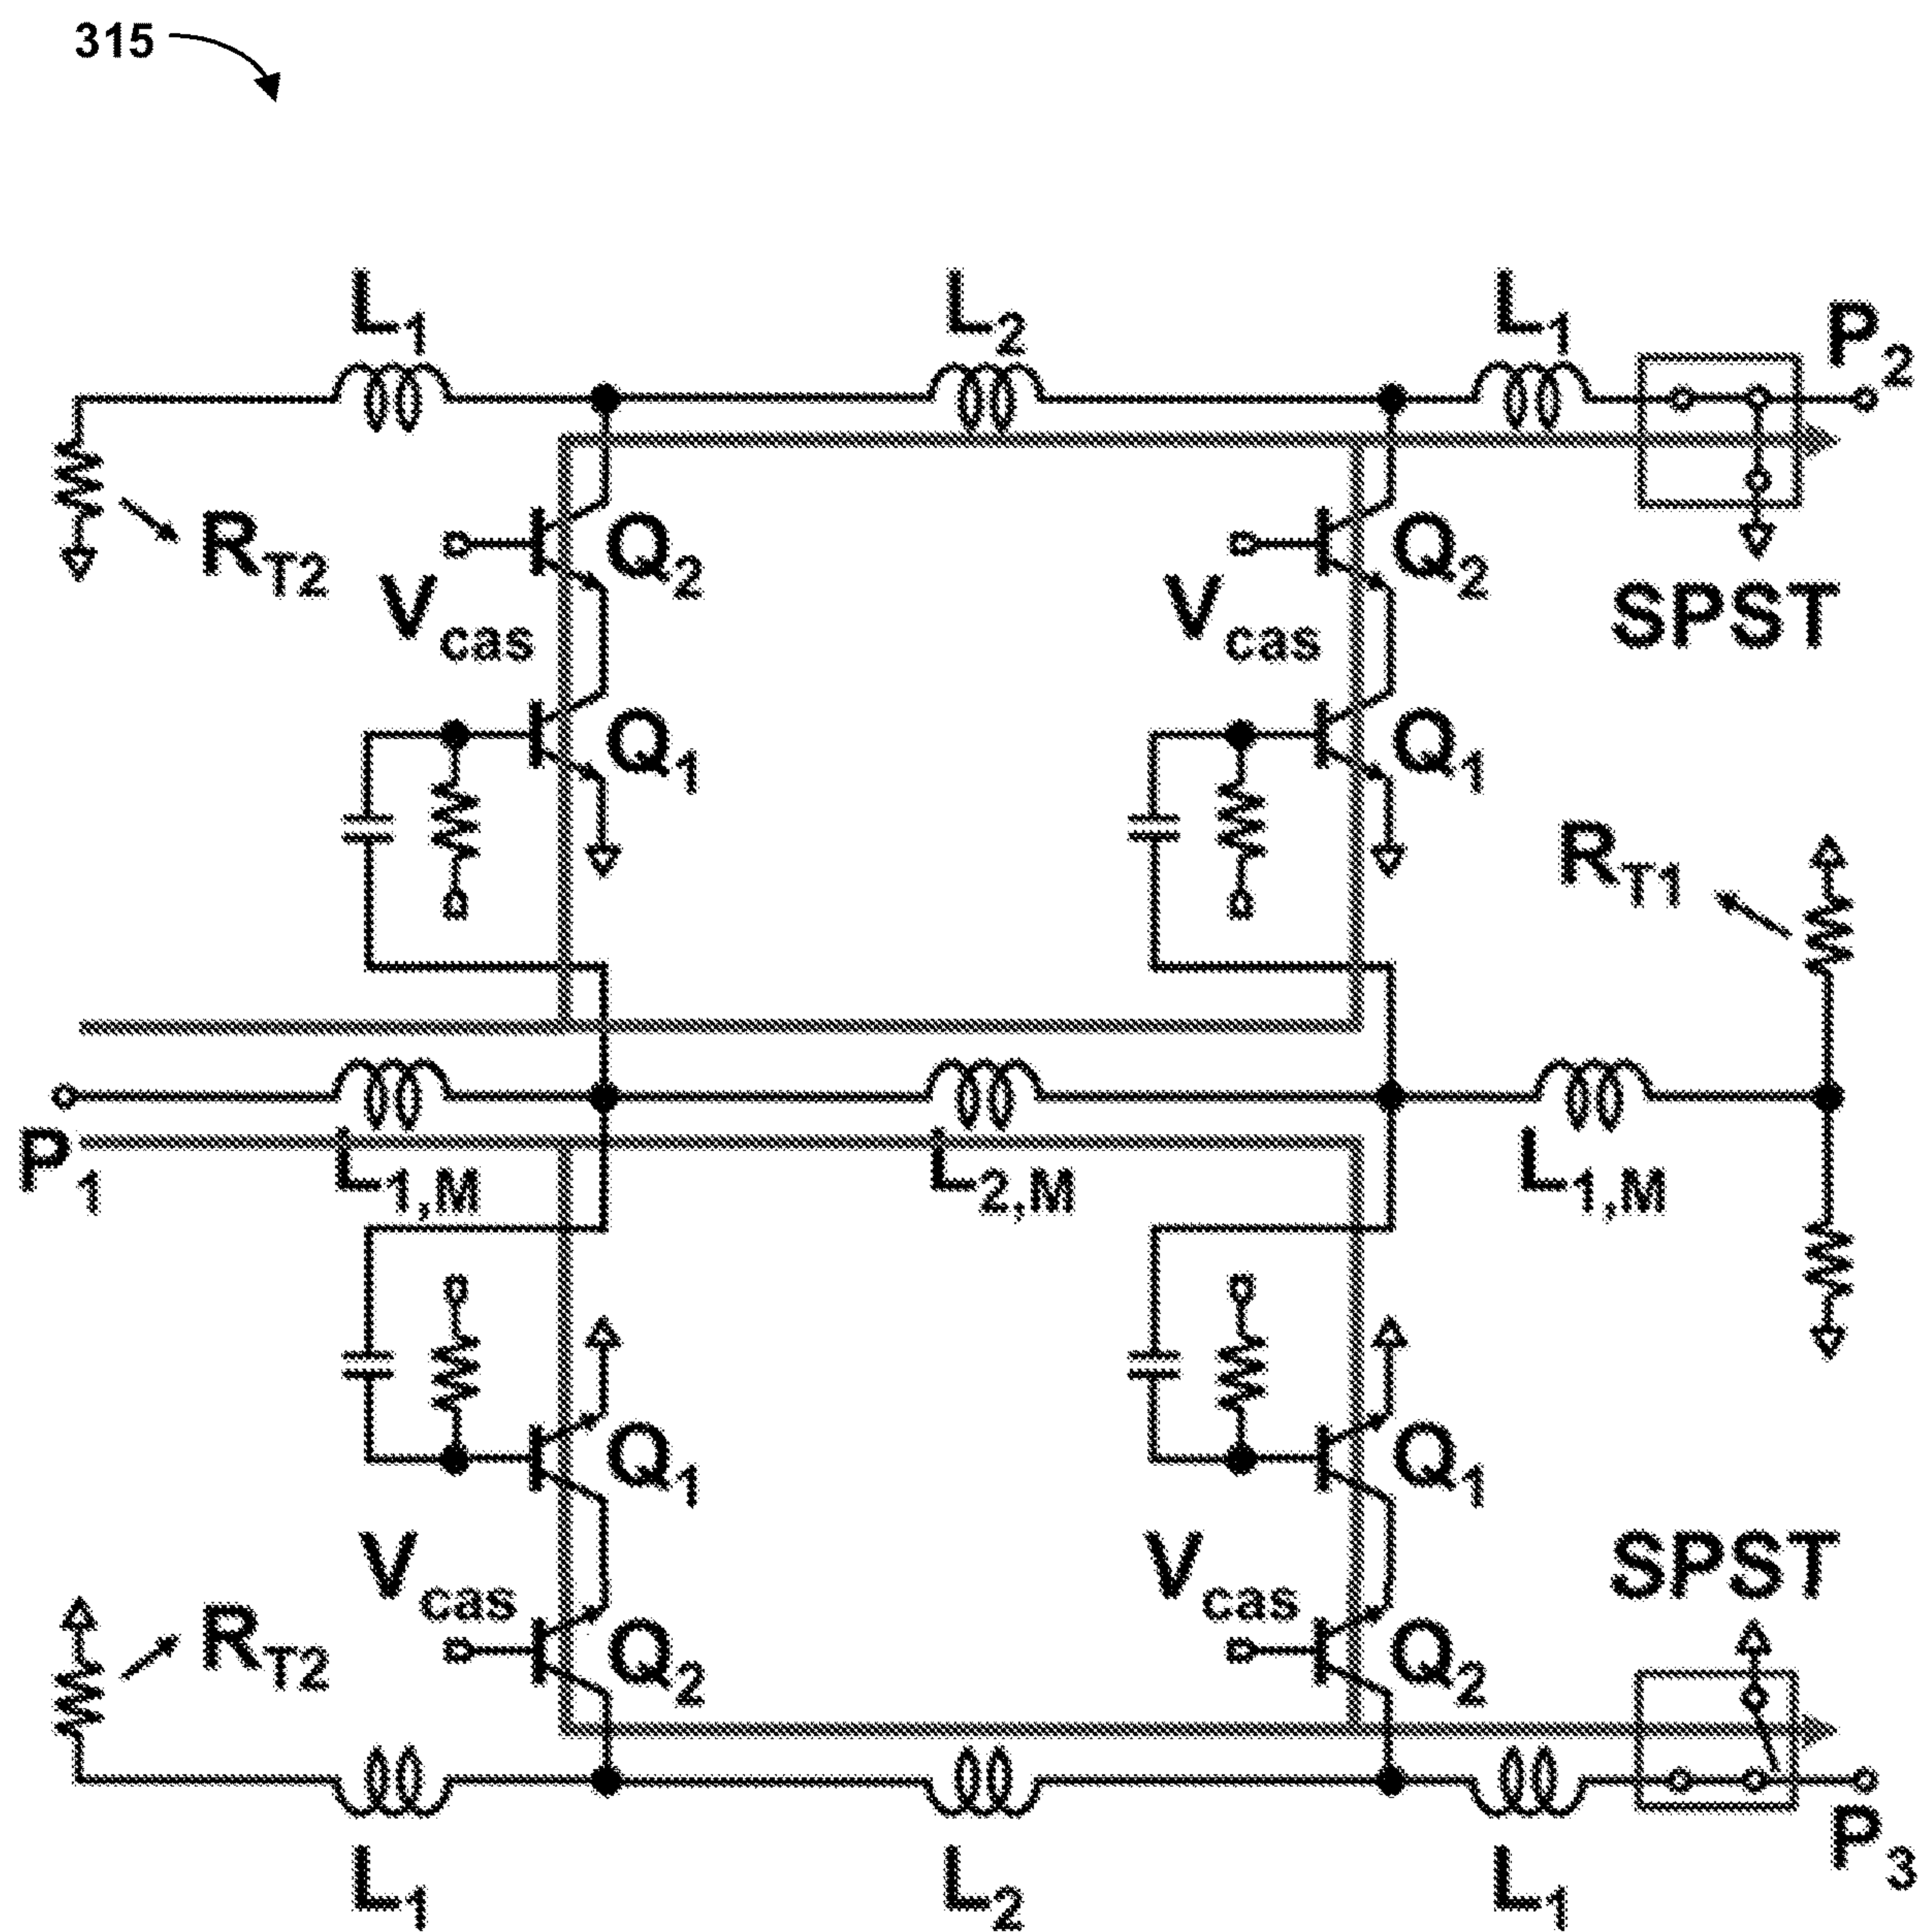 315
L1 L2 L1 P2
RT2 Q2 Q2
Vcas Vcas SPST
Q1 Q1
RT1
P1 L1,M L2,M L1,M
Q1 Q1
Vcas Vcas SPST
RT2 Q2 Q2
P3
L1 L2 L1